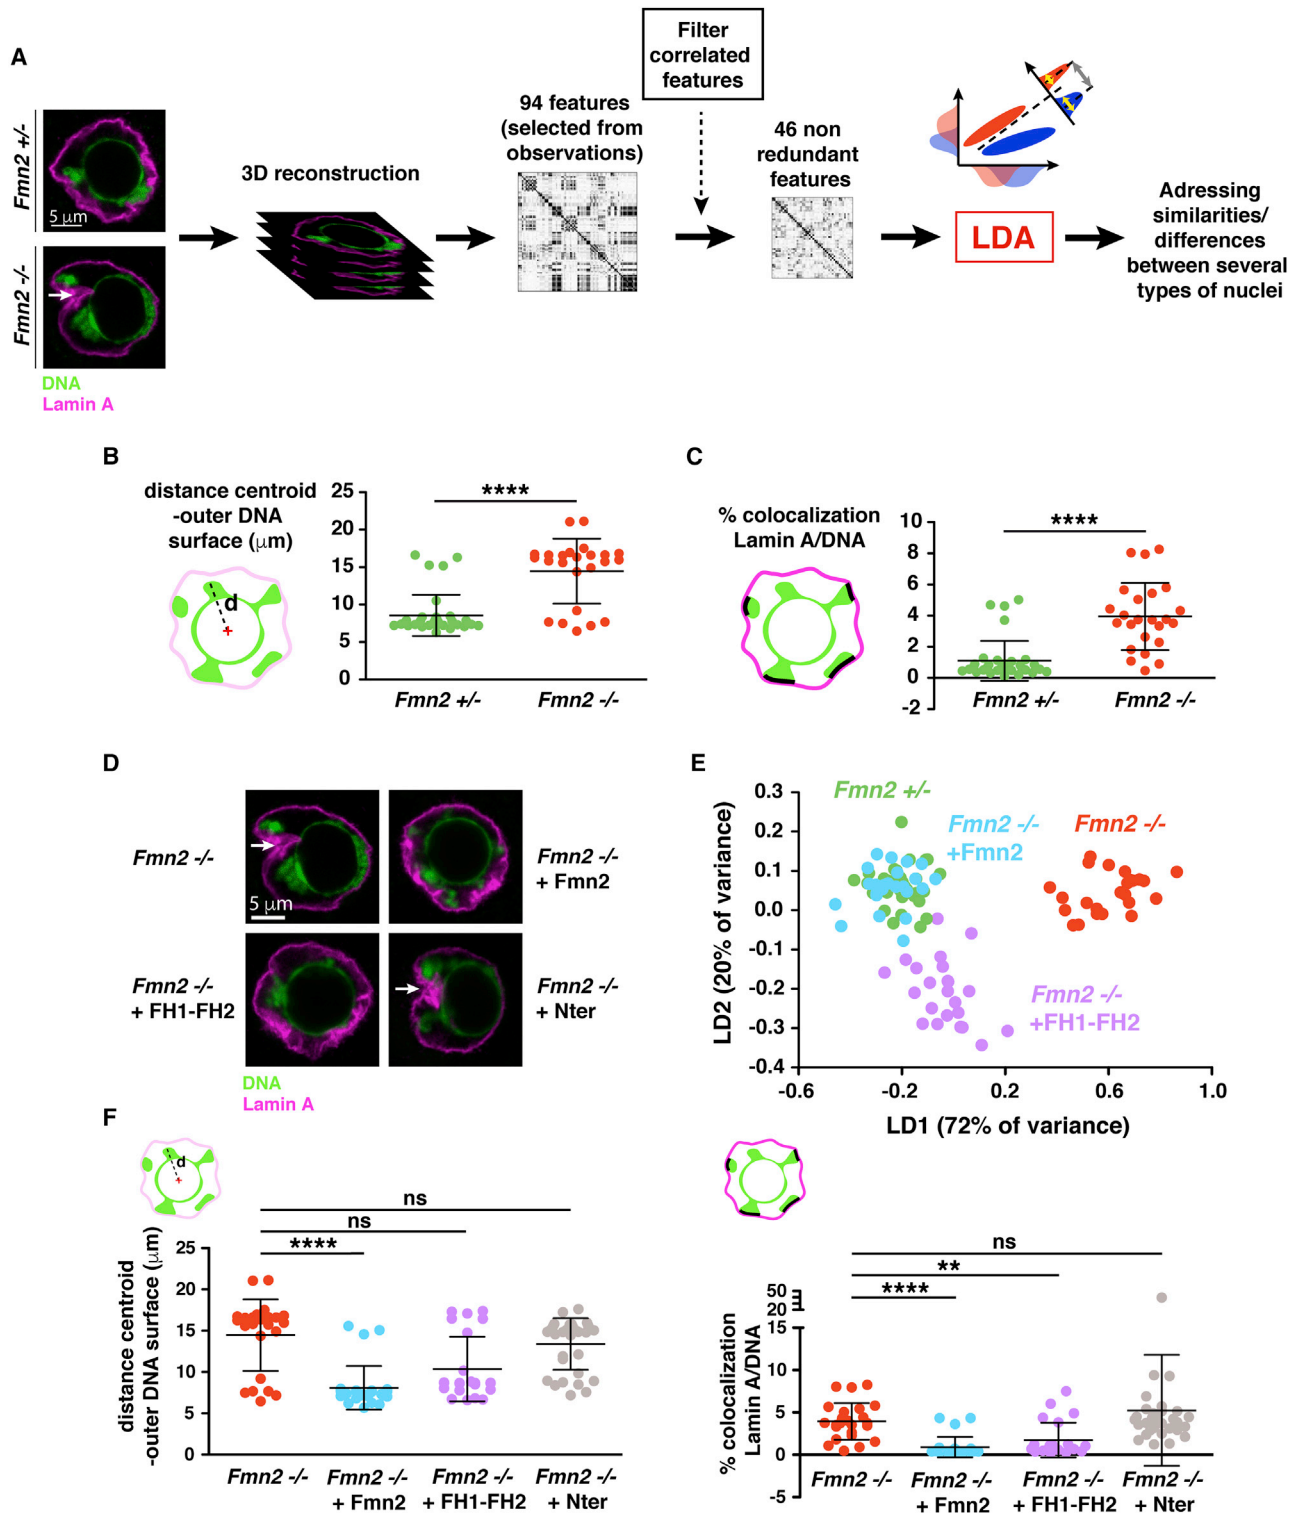 A
Fmn2 +/-
5 μm
Fmn2 -/-
DNA
Lamin A
3D reconstruction
94 features
(selected from
observations)
Filter
correlated
features
46 non
redundant
features
LDA
Adressing
similarities/
differences
between several
types of nuclei
B
distance centroid
-outer DNA
surface (μm)
d
25
20
15
10
5
0
****
Fmn2 +/-
Fmn2 -/-
C
% colocalization
Lamin A/DNA
10
8
6
4
2
0
-2
****
Fmn2 +/-
Fmn2 -/-
D
Fmn2 -/-
5 μm
Fmn2 -/-
+ Fmn2
Fmn2 -/-
+ FH1-FH2
Fmn2 -/-
+ Nter
DNA
Lamin A
E
LD2 (20% of variance)
0.3
0.2
0.1
0.0
-0.1
-0.2
-0.3
-0.4
Fmn2 +/-
Fmn2 -/-
+Fmn2
Fmn2 -/-
Fmn2 -/-
+FH1-FH2
-0.6
-0.2
0.2
0.6
1.0
LD1 (72% of variance)
F
d
distance centroid
-outer DNA surface (μm)
25
20
15
10
5
0
ns
ns
****
Fmn2 -/-
Fmn2 -/-
+ Fmn2
Fmn2 -/-
+ FH1-FH2
Fmn2 -/-
+ Nter
% colocalization
Lamin A/DNA
50
20
15
10
5
0
-5
ns
**
****
Fmn2 -/-
Fmn2 -/-
+ Fmn2
Fmn2 -/-
+ FH1-FH2
Fmn2 -/-
+ Nter